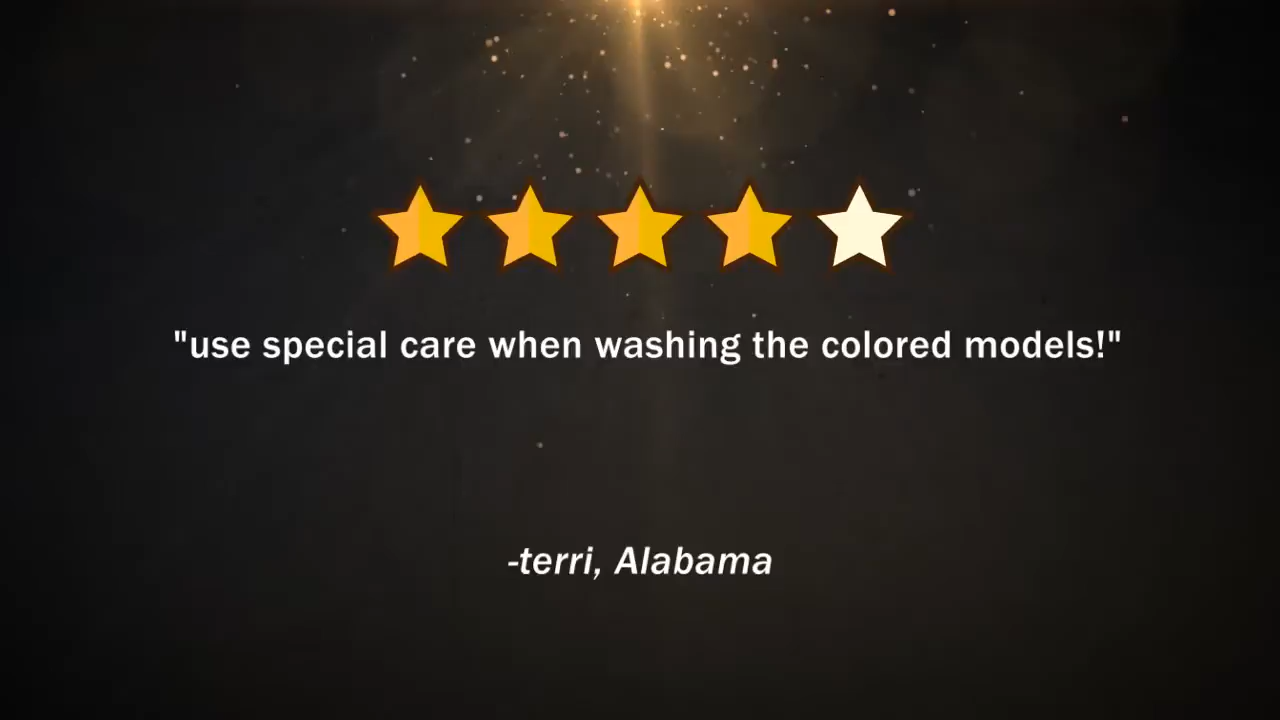 "use special care when washing the colored models!"
-terri, Alabama